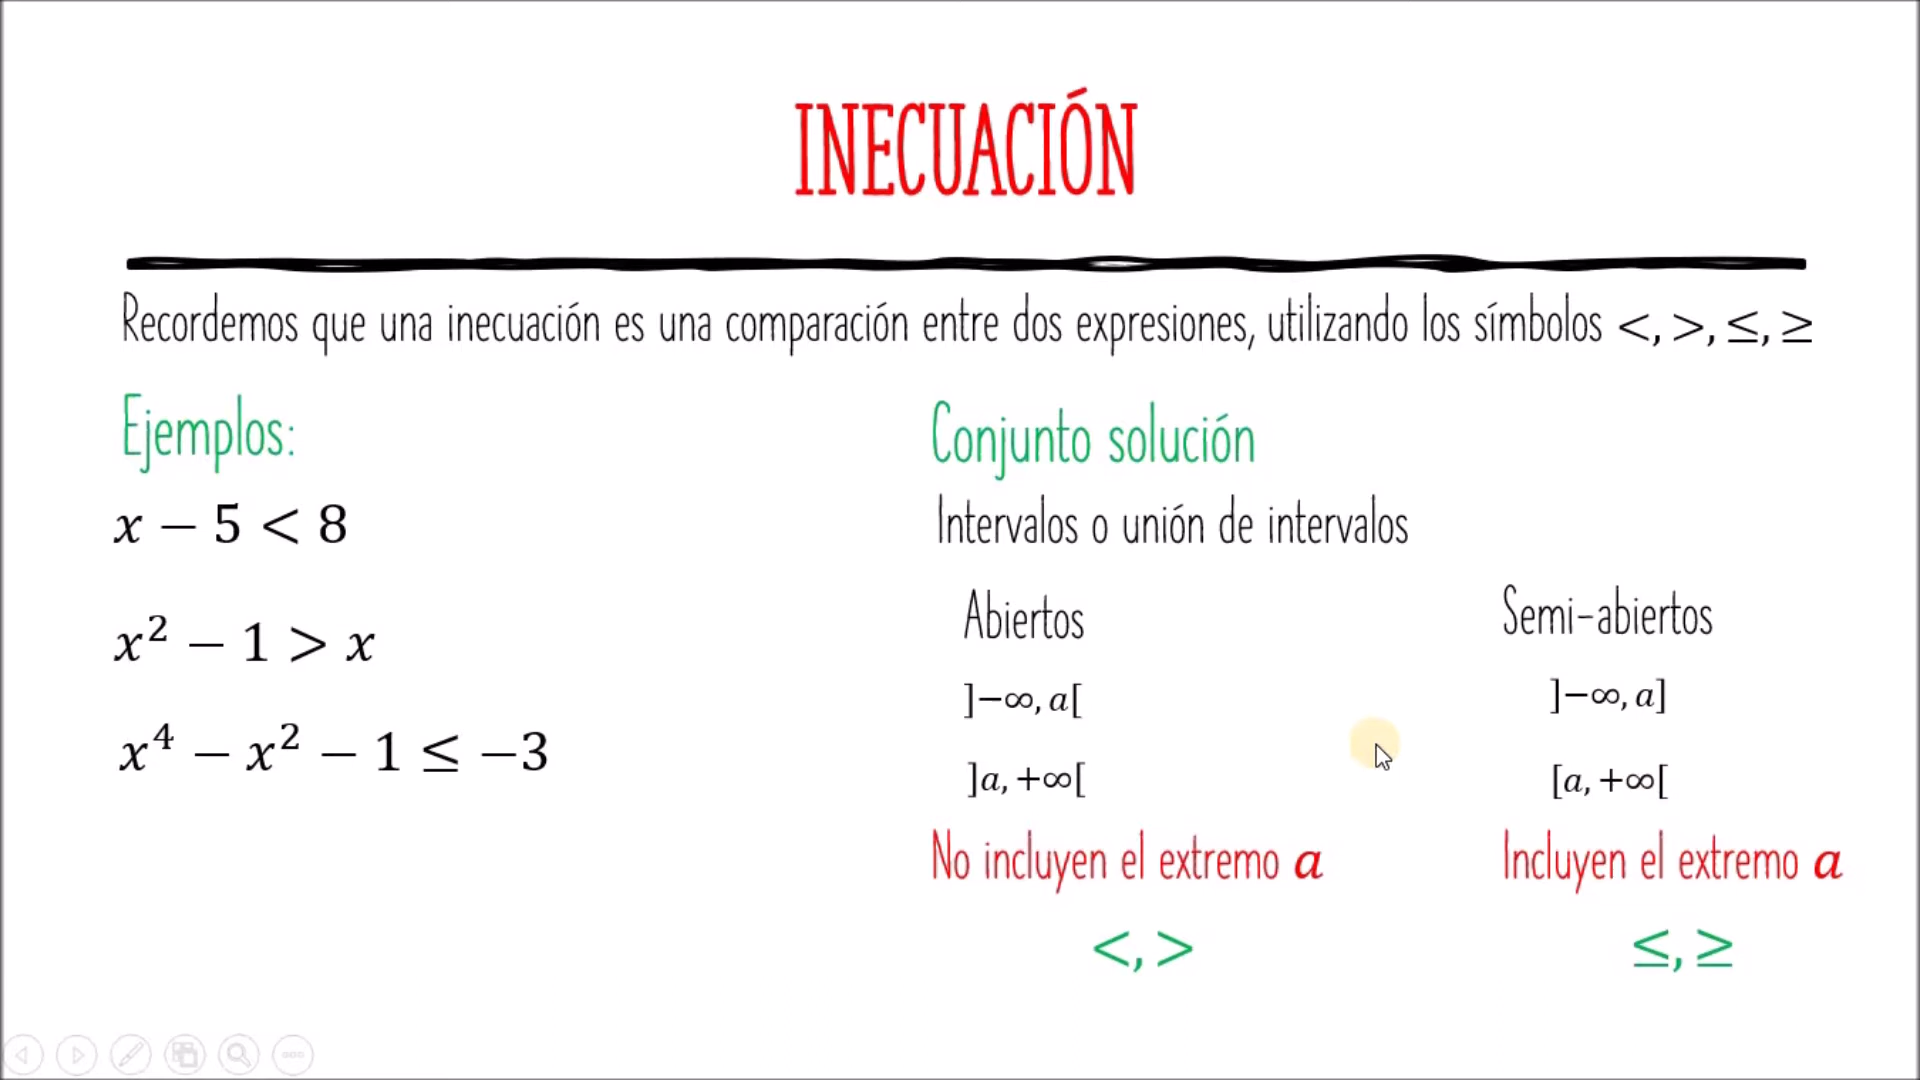 INECUACIÓN
Recordemos que una inecuación es una comparación entre dos expresiones, utilizando los símbolos <, >, ≤, ≥
Ejemplos:
x − 5 < 8
x² − 1 > x
x⁴ − x² − 1 ≤ −3
Conjunto solución
Intervalos o unión de intervalos
Abiertos
]−∞, a[
]a, +∞[
No incluyen el extremo a
<, >
Semi-abiertos
]−∞, a]
[a, +∞[
Incluyen el extremo a
≤, ≥